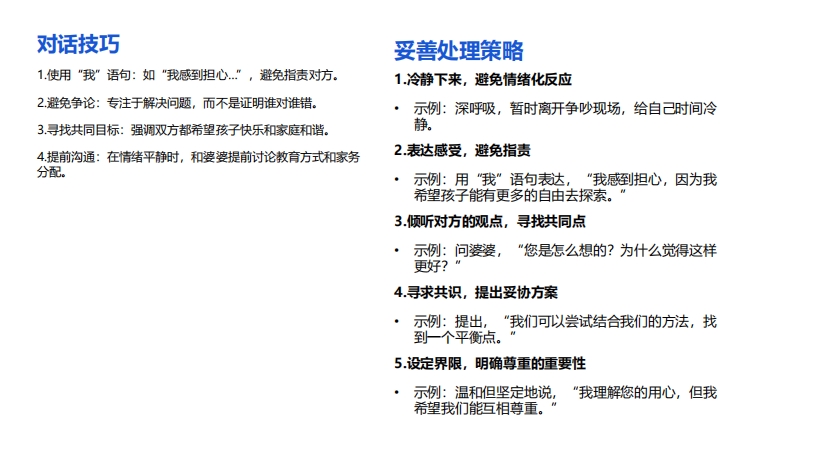 对话技巧
1.使用“我”语句：如“我感到担心...”，避免指责对方。
2.避免争论：专注于解决问题，而不是证明谁对谁错。
3.寻找共同目标：强调双方都希望孩子快乐和家庭和谐。
4.提前沟通：在情绪平静时，和婆婆提前讨论教育方式和家务
分配。
妥善处理策略
1.冷静下来，避免情绪化反应
• 示例：深呼吸，暂时离开争吵现场，给自己时间冷
静。
2.表达感受，避免指责
• 示例：用“我”语句表达，“我感到担心，因为我
希望孩子能有更多的自由去探索。”
3.倾听对方的观点，寻找共同点
• 示例：问婆婆，“您是怎么想的？为什么觉得这样
更好？”
4.寻求共识，提出妥协方案
• 示例：提出，“我们可以尝试结合我们的方法，找
到一个平衡点。”
5.设定界限，明确尊重的重要性
• 示例：温和但坚定地说，“我理解您的用心，但我
希望我们能互相尊重。”